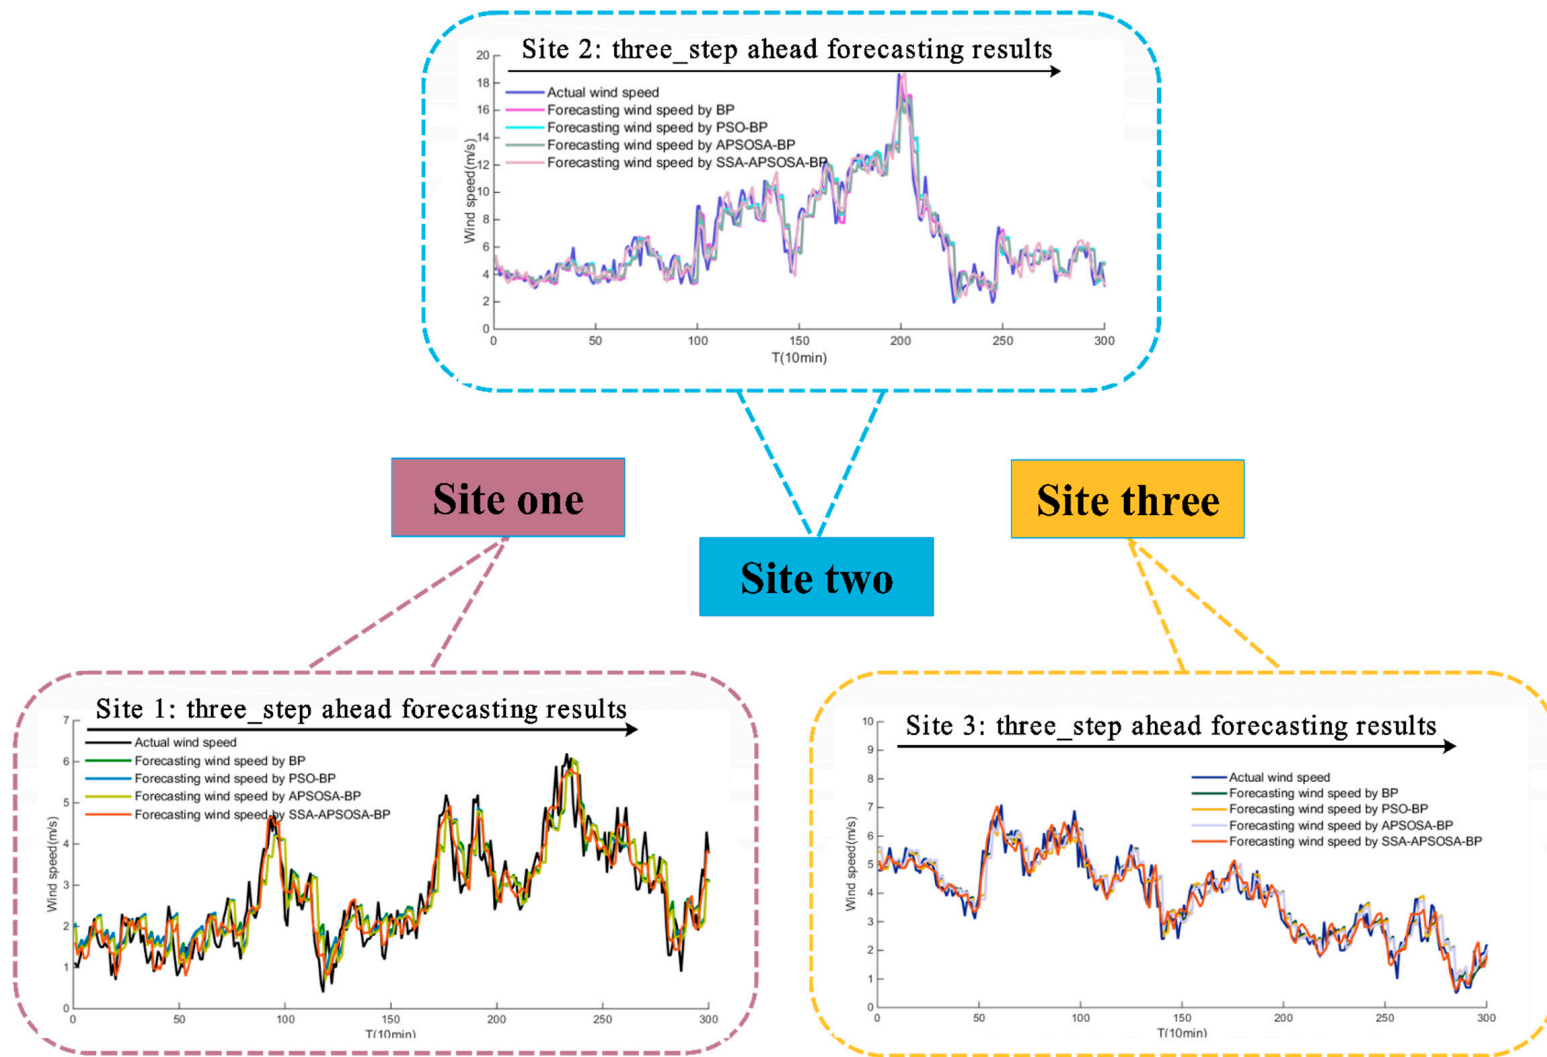 Site 2: three_step ahead forecasting results
20
18
16
14
12
10
8
6
4
2
0
Wind speed(m/s)
Actual wind speed
Forecasting wind speed by BP
Forecasting wind speed by PSO-BP
Forecasting wind speed by APSOSA-BP
Forecasting wind speed by SSA-APSOSA-BP
0 50 100 150 200 250 300
T(10min)
Site one
Site two
Site three
Site 1: three_step ahead forecasting results
7
6
5
4
3
2
1
0
Wind speed(m/s)
Actual wind speed
Forecasting wind speed by BP
Forecasting wind speed by PSO-BP
Forecasting wind speed by APSOSA-BP
Forecasting wind speed by SSA-APSOSA-BP
0 50 100 150 200 250 300
T(10min)
Site 3: three_step ahead forecasting results
10
9
8
7
6
5
4
3
2
1
0
Wind speed(m/s)
Actual wind speed
Forecasting wind speed by BP
Forecasting wind speed by PSO-BP
Forecasting wind speed by APSOSA-BP
Forecasting wind speed by SSA-APSOSA-BP
0 50 100 150 200 250 300
T(10min)